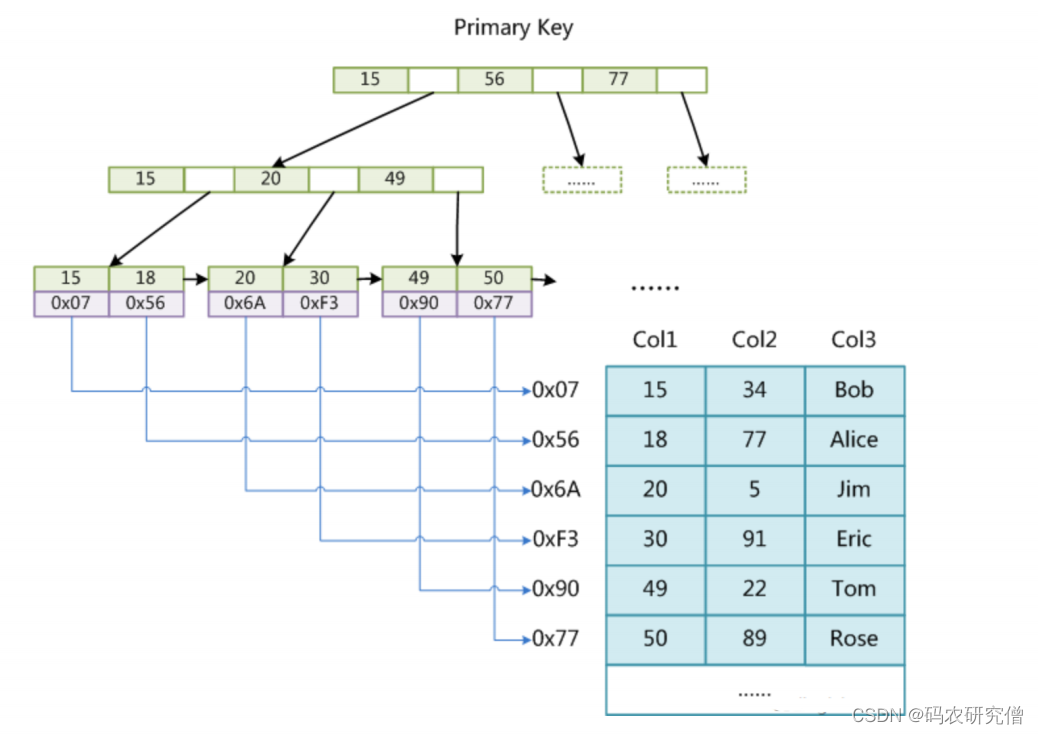 Primary Key
15 56 77
15 20 49 ...... ......
15 18 20 30 49 50
0x07 0x56 0x6A 0xF3 0x90 0x77
......
Col1 Col2 Col3
0x07 15 34 Bob
0x56 18 77 Alice
0x6A 20 5 Jim
0xF3 30 91 Eric
0x90 49 22 Tom
0x77 50 89 Rose
......
CSDN @码农研究僧